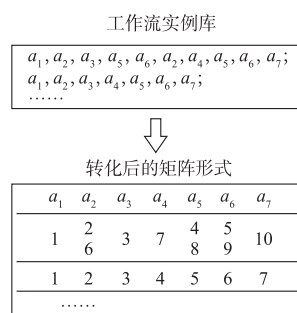 工作流实例库
a₁, a₂, a₃, a₅, a₆, a₂, a₄, a₅, a₆, a₇;
a₁, a₂, a₃, a₄, a₅, a₆, a₇;
……
转化后的矩阵形式
a₁ a₂ a₃ a₄ a₅ a₆ a₇
2 4 5
1 3 7 10
6 8 9
1 2 3 4 5 6 7
……